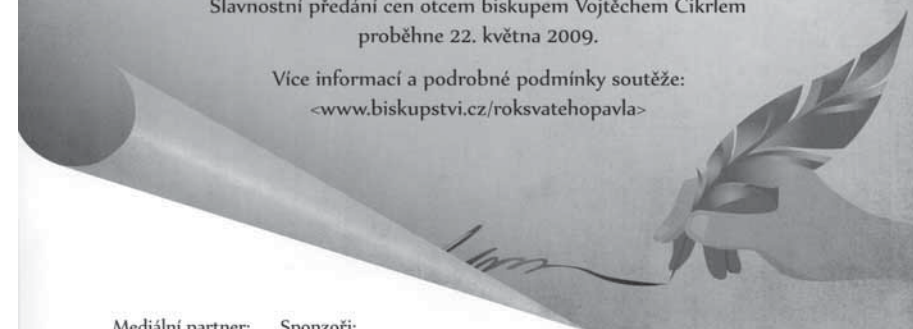 Slavnostní předání cen otcem biskupem Vojtěchem Cikrlem
proběhne 22. května 2009.
Více informací a podrobné podmínky soutěže:
<www.biskupstvi.cz/roksvatehopavla>
Mediální partner: Sponzoři: